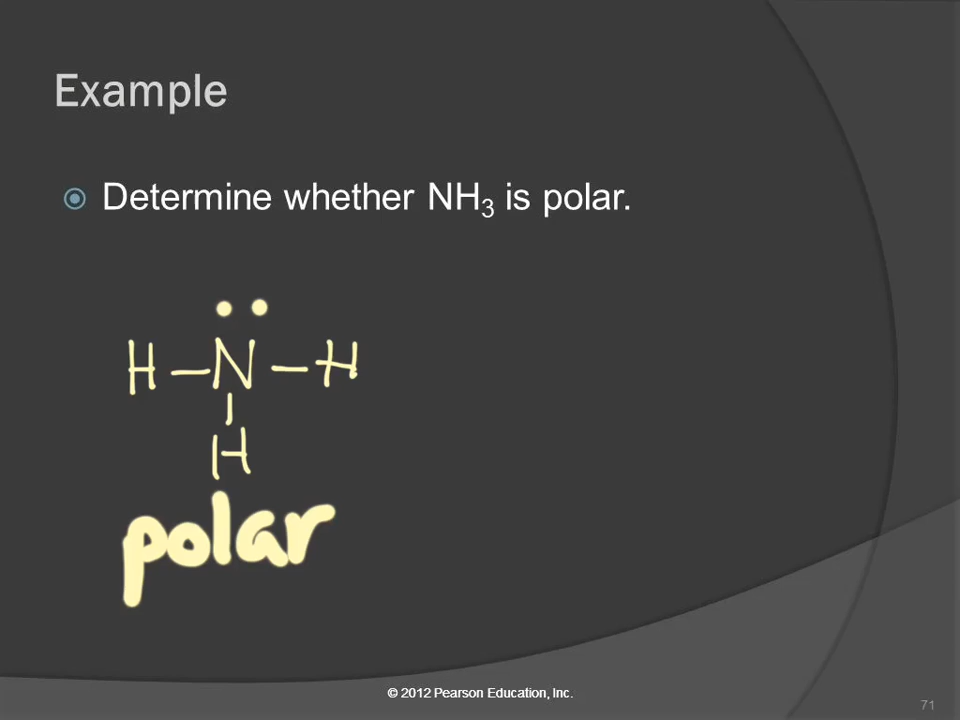 Example
Determine whether NH₃ is polar.
••
H – N – H
|
H
polar
© 2012 Pearson Education, Inc.
71